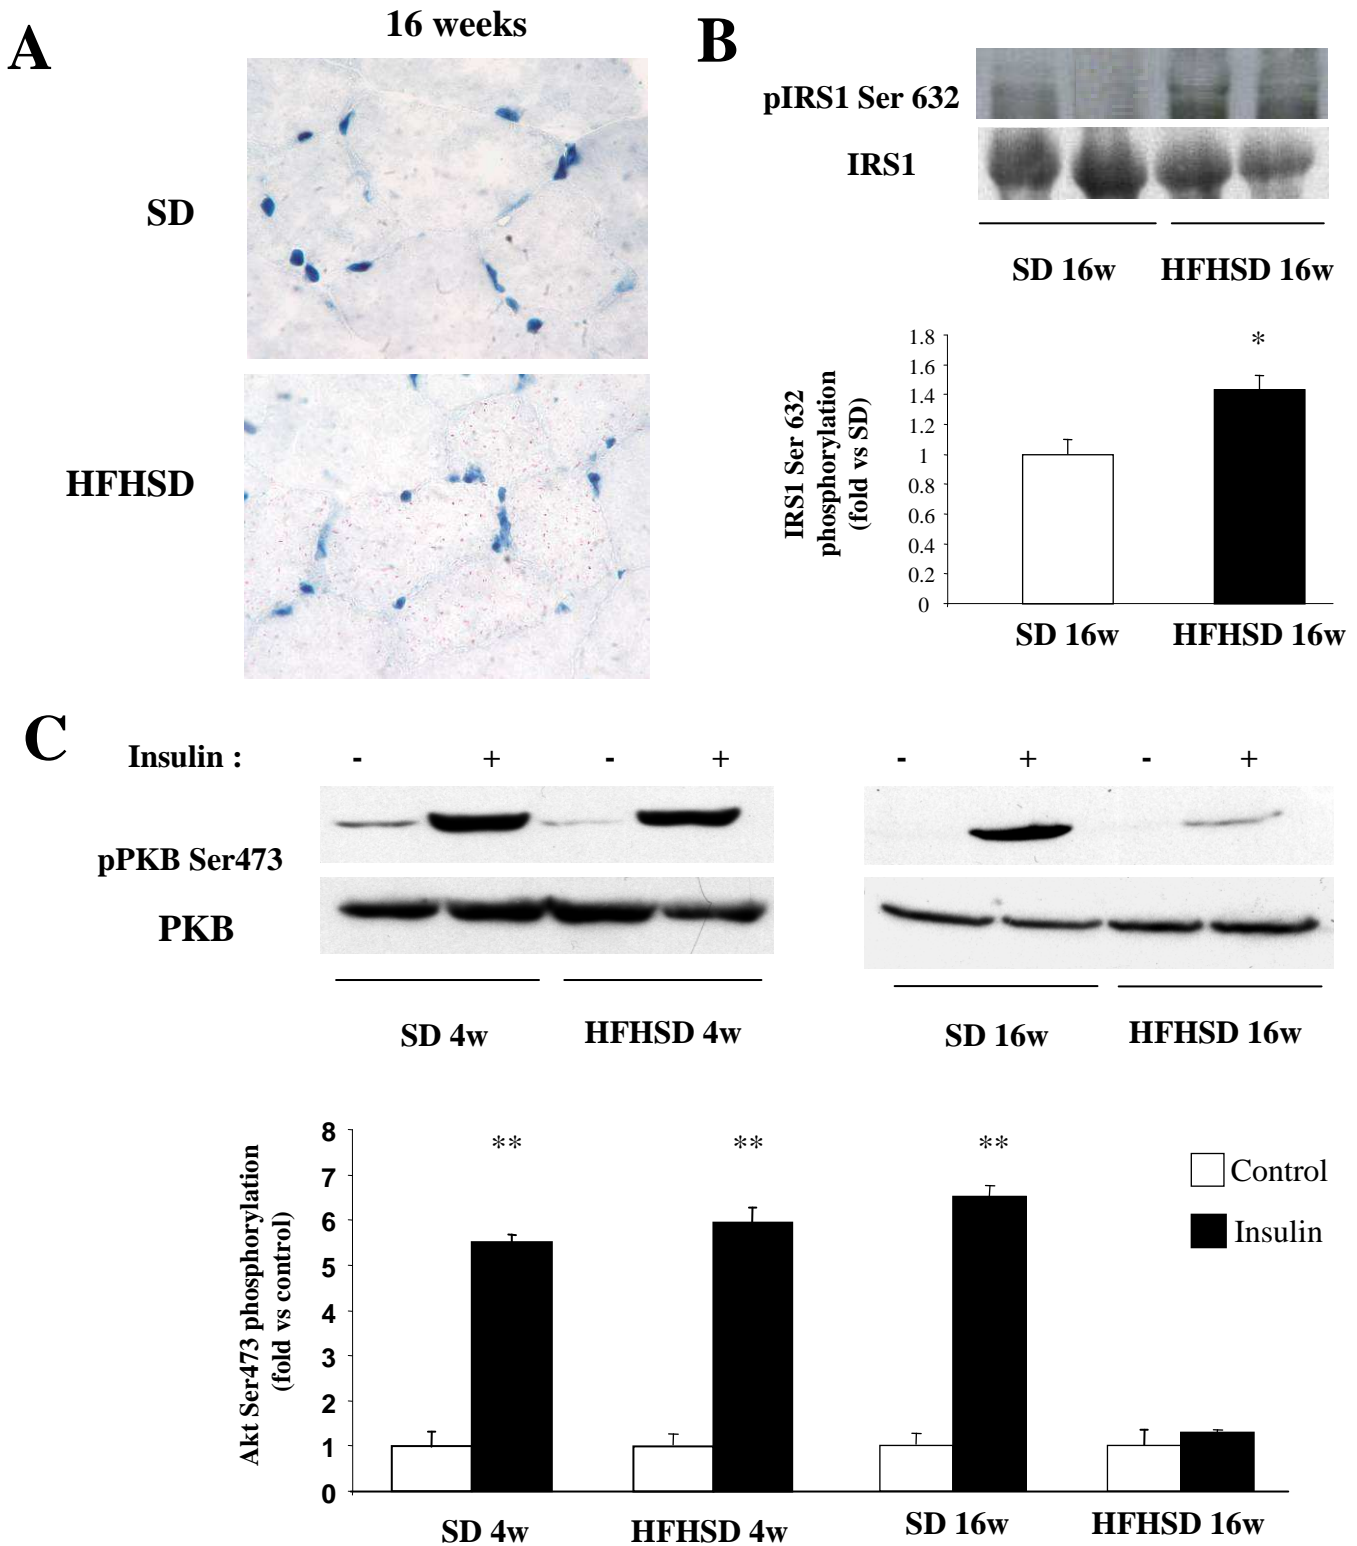 A
16 weeks
SD
HFHSD
B
pIRS1 Ser 632
IRS1
SD 16w HFHSD 16w
IRS1 Ser 632
phosphorylation
(fold vs SD)
1.8
1.6
1.4
1.2
1
0.8
0.6
0.4
0.2
0
*
SD 16w HFHSD 16w
C
Insulin : - + - + - + - +
pPKB Ser473
PKB
SD 4w HFHSD 4w SD 16w HFHSD 16w
Akt Ser473 phosphorylation
(fold vs control)
8
7
6
5
4
3
2
1
0
** ** **
Control
Insulin
SD 4w HFHSD 4w SD 16w HFHSD 16w